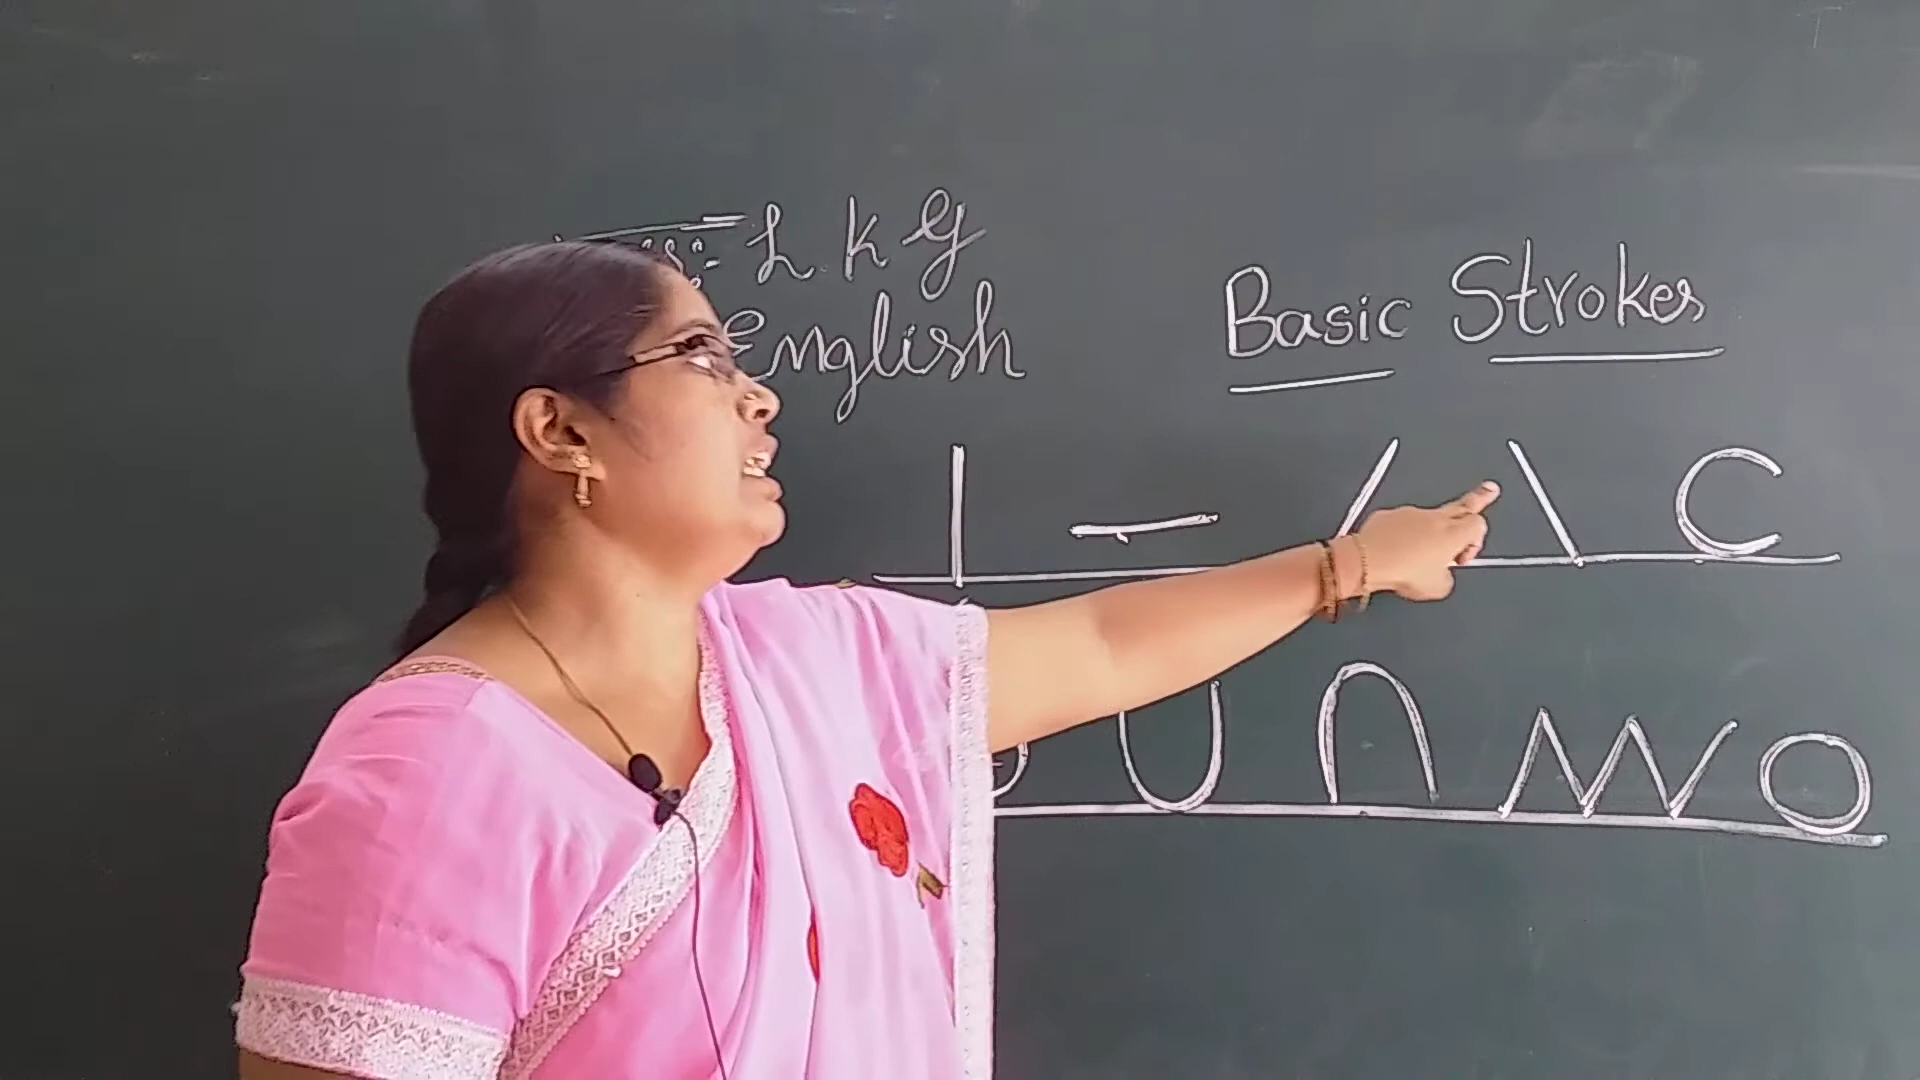 L K G
English
Basic Strokes
| — / \ C
U ∩ W O